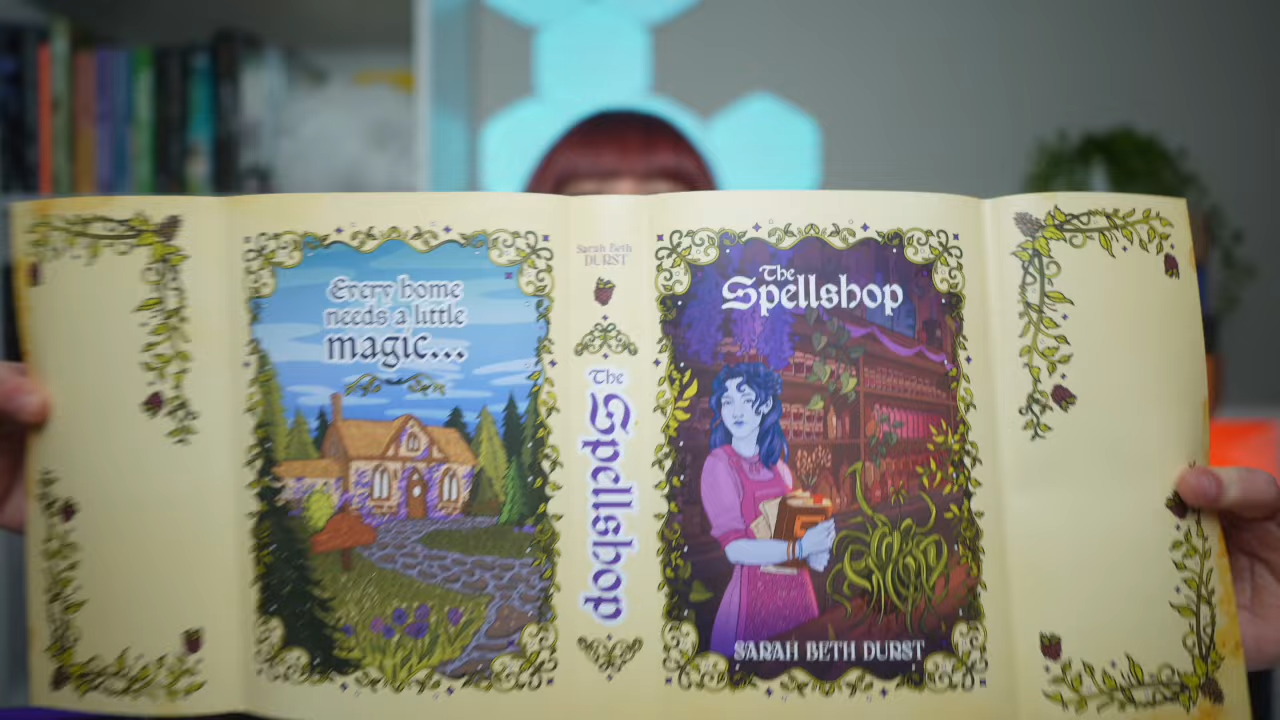 Every home
needs a little
magic...
Sarah Beth
DURST
The
Spellshop
The
Spellshop
SARAH BETH DURST